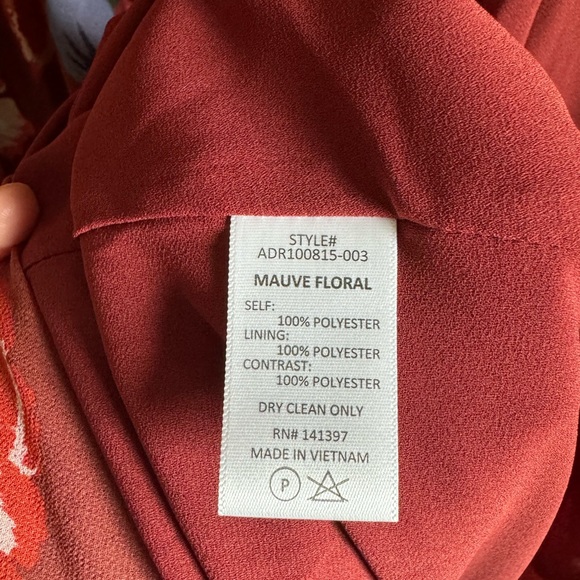 STYLE#
ADR100815-003
MAUVE FLORAL
SELF:
100% POLYESTER
LINING:
100% POLYESTER
CONTRAST:
100% POLYESTER
DRY CLEAN ONLY
RN# 141397
MADE IN VIETNAM
P